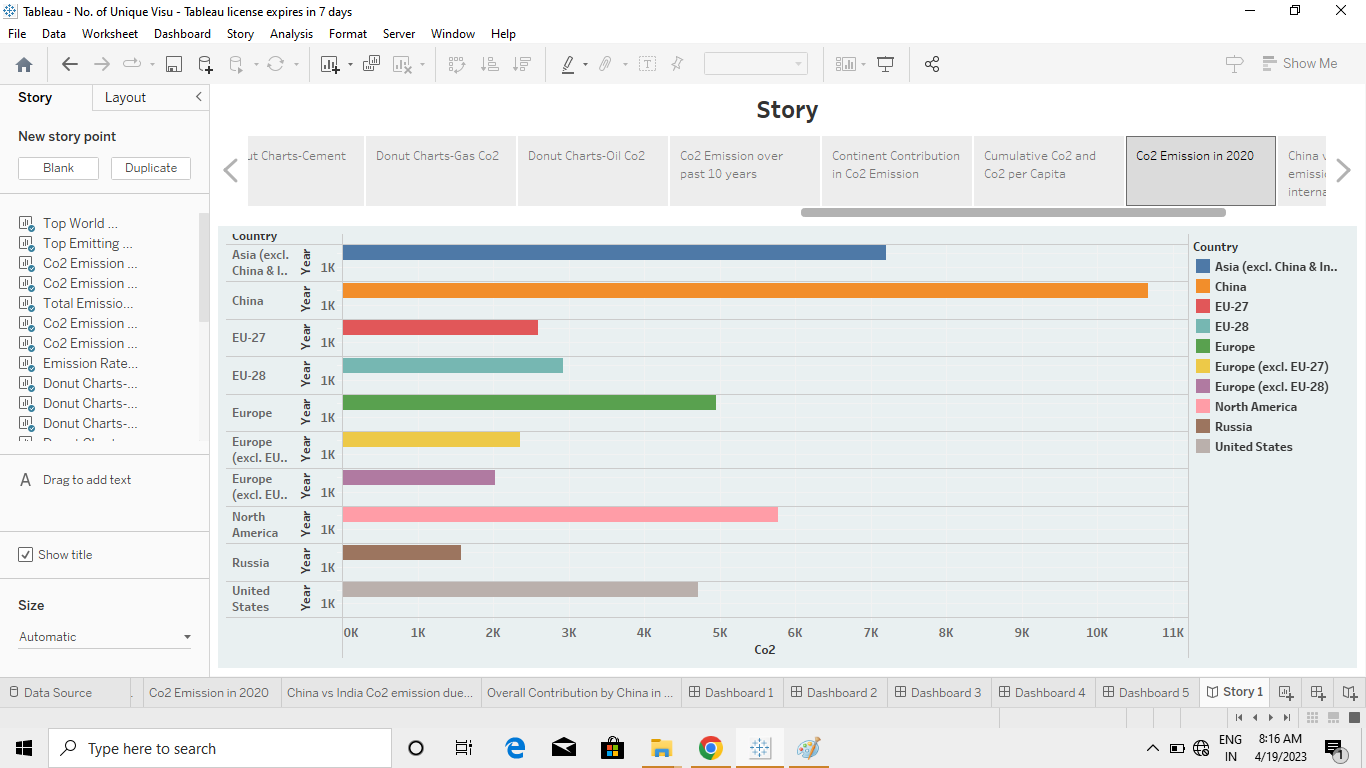 Tableau - No. of Unique Visu - Tableau license expires in 7 days
File Data Worksheet Dashboard Story Analysis Format Server Window Help
Show Me
Story Layout
New story point
Blank Duplicate
Top World ...
Top Emitting ...
Co2 Emission ...
Co2 Emission ...
Total Emissio...
Co2 Emission ...
Co2 Emission ...
Emission Rate...
Donut Charts-...
Donut Charts-...
Donut Charts-...
A Drag to add text
Show title
Size
Automatic
Story
ut Charts-Cement
Donut Charts-Gas Co2
Donut Charts-Oil Co2
Co2 Emission over
past 10 years
Continent Contribution
in Co2 Emission
Cumulative Co2 and
Co2 per Capita
Co2 Emission in 2020
China v
emissi
interna
Country
Asia (excl.
China & I..
Year
1K
China
Year
1K
EU-27
Year
1K
EU-28
Year
1K
Europe
Year
1K
Europe
(excl. EU..
Year
1K
Europe
(excl. EU..
Year
1K
North
America
Year
1K
Russia
Year
1K
United
States
Year
1K
0K 1K 2K 3K 4K 5K 6K 7K 8K 9K 10K 11K
Co2
Country
Asia (excl. China & In..
China
EU-27
EU-28
Europe
Europe (excl. EU-27)
Europe (excl. EU-28)
North America
Russia
United States
Data Source Co2 Emission in 2020 China vs India Co2 emission due... Overall Contribution by China in ... Dashboard 1 Dashboard 2 Dashboard 3 Dashboard 4 Dashboard 5 Story 1
Type here to search
ENG
IN
8:16 AM
4/19/2023
1